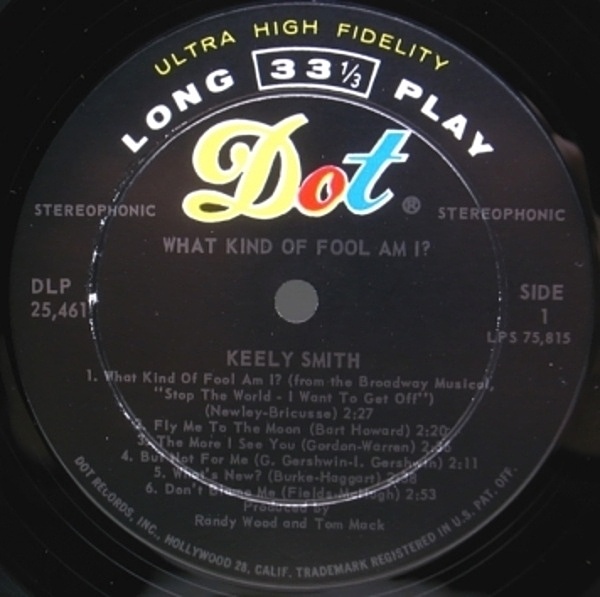 ULTRA HIGH FIDELITY
LONG 33 1/3 PLAY
Dot ®
STEREOPHONIC STEREOPHONIC
WHAT KIND OF FOOL AM I?
DLP SIDE
25,461 1
LPS 75,815
KEELY SMITH
1. What Kind Of Fool Am I? (from the Broadway Musical,
"Stop The World - I Want To Get Off")
(Newley-Bricusse) 2:27
2. Fly Me To The Moon (Bart Howard) 2:20
3. The More I See You (Gordon-Warren)
4. But Not For Me (G. Gershwin-I. Gershwin) 2:11
5. What's New? (Burke-Haggart)
6. Don't Blame Me (Fields-McHugh) 2:53
Produced by
Randy Wood and Tom Mack
DOT RECORDS, INC., HOLLYWOOD 28, CALIF. TRADEMARK REGISTERED IN U.S. PAT. OFF.